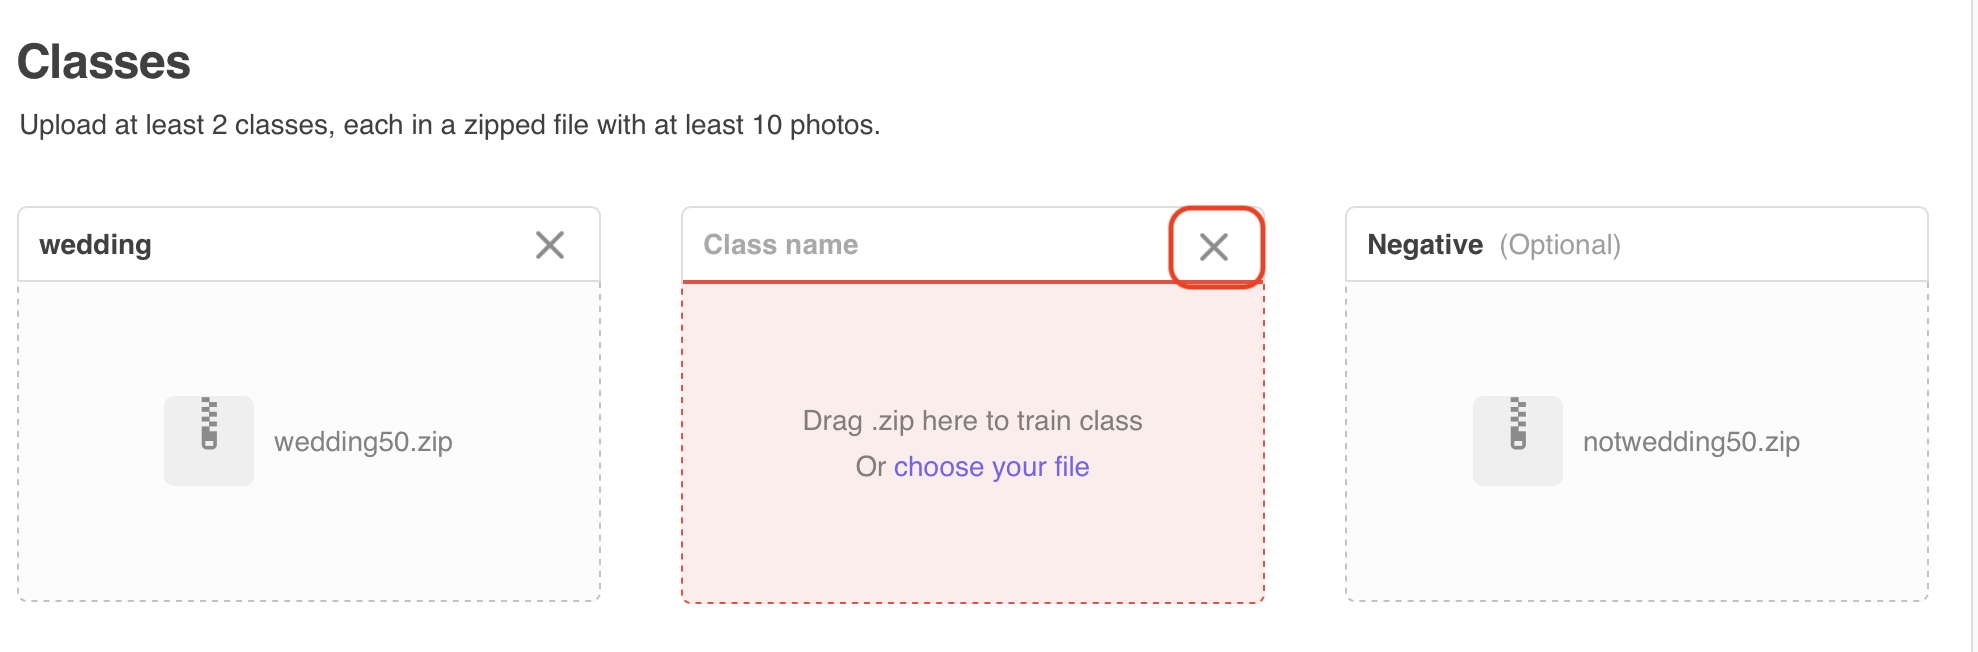 Classes
Upload at least 2 classes, each in a zipped file with at least 10 photos.
wedding
wedding50.zip
Class name
Drag .zip here to train class
Or choose your file
Negative (Optional)
notwedding50.zip